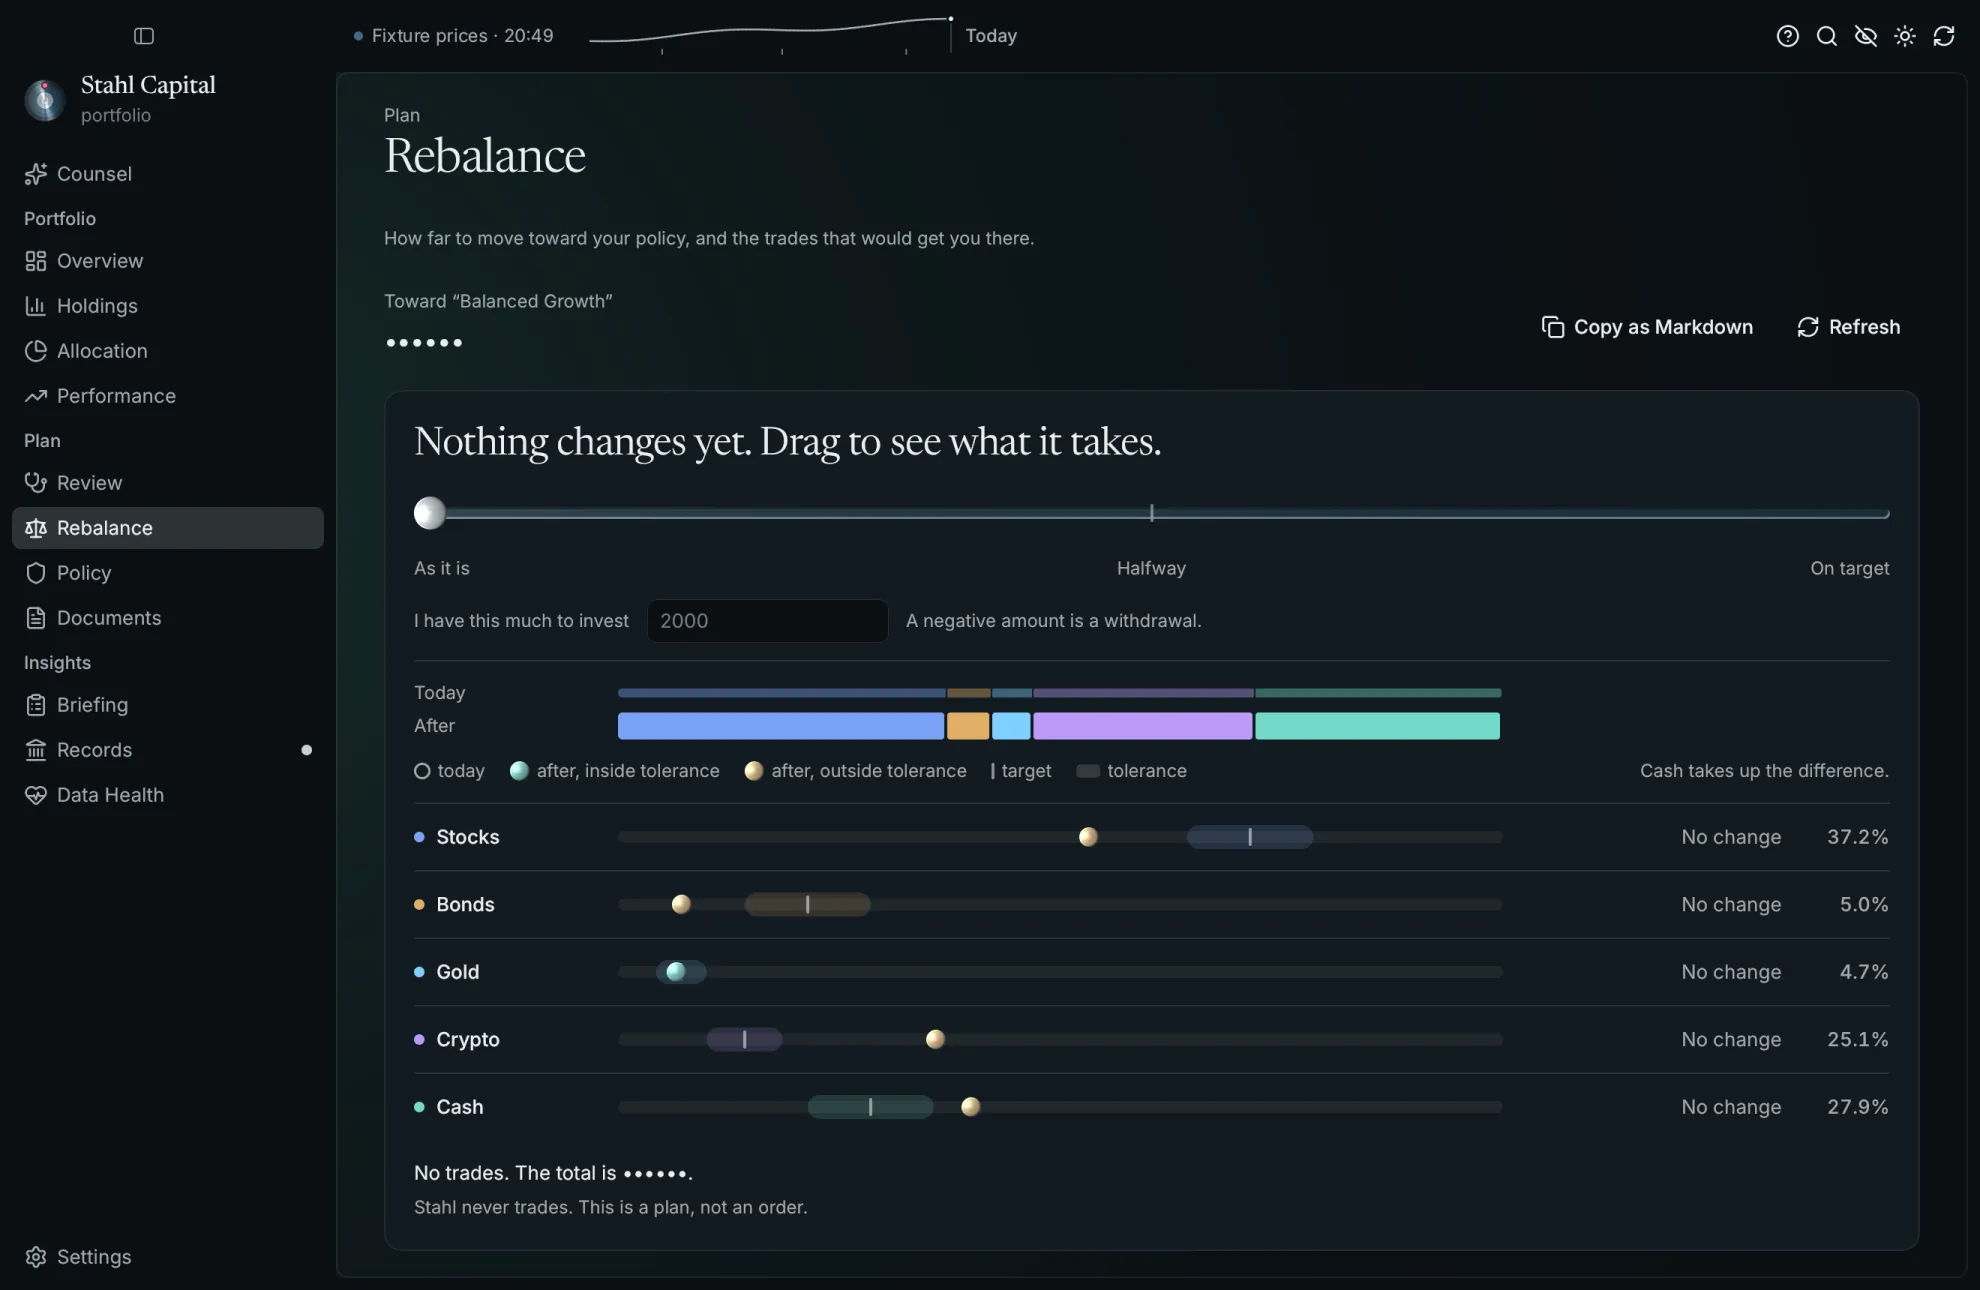 Fixture prices · 20:49
Today
Stahl Capital
portfolio
Counsel
Portfolio
Overview
Holdings
Allocation
Performance
Plan
Review
Rebalance
Policy
Documents
Insights
Briefing
Records
Data Health
Settings
Plan
Rebalance
How far to move toward your policy, and the trades that would get you there.
Toward “Balanced Growth”
••••••
Copy as Markdown
Refresh
Nothing changes yet. Drag to see what it takes.
As it is
Halfway
On target
I have this much to invest
2000
A negative amount is a withdrawal.
Today
After
today
after, inside tolerance
after, outside tolerance
target
tolerance
Cash takes up the difference.
Stocks No change 37.2%
Bonds No change 5.0%
Gold No change 4.7%
Crypto No change 25.1%
Cash No change 27.9%
No trades. The total is ••••••.
Stahl never trades. This is a plan, not an order.